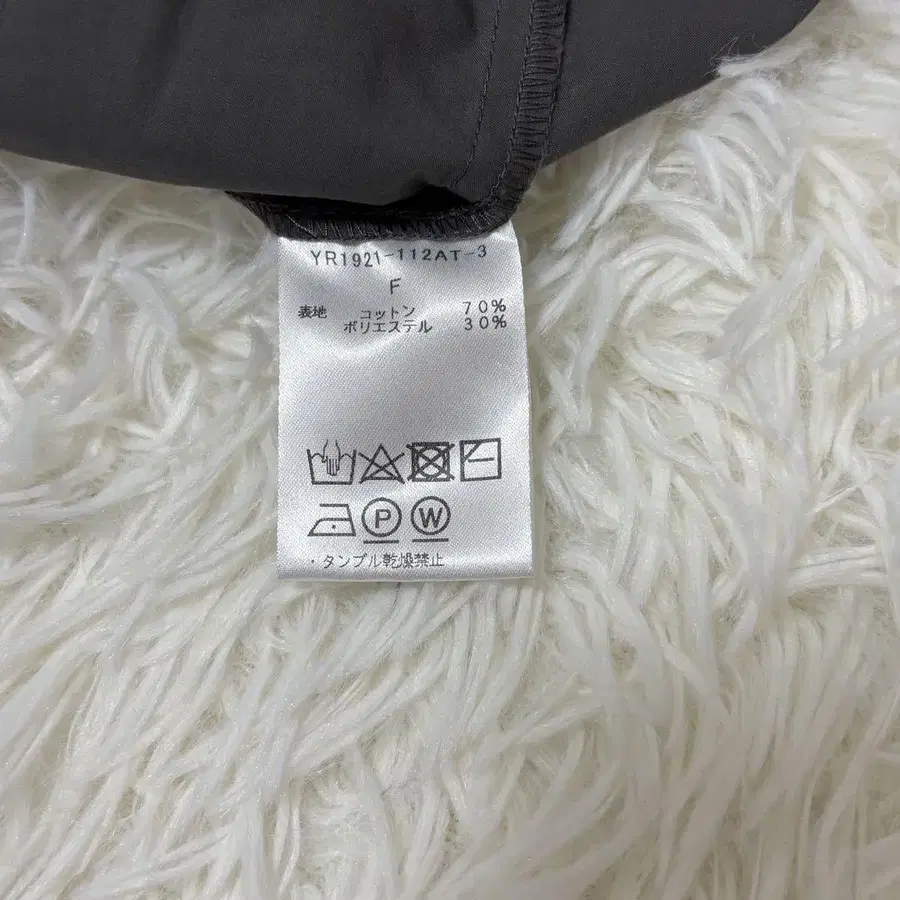 YR1921-112AT-3
F
表地 コットン 70%
ポリエステル 30%
P W
・タンブル乾燥禁止